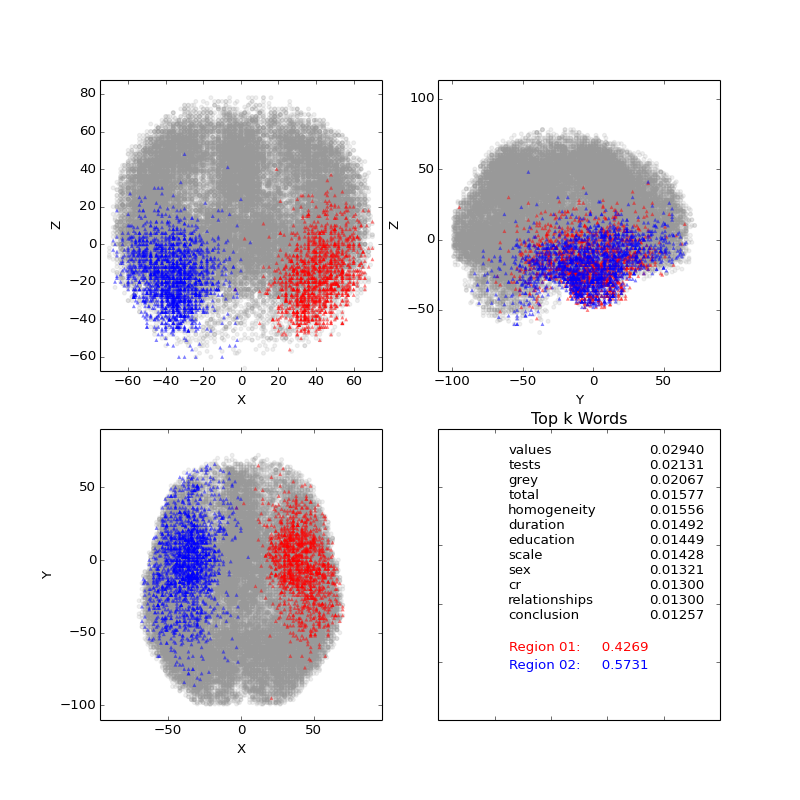 80
60
40
20
0
−20
−40
−60
Z
−60 −40 −20 0 20 40 60
X
100
50
0
−50
Z
−100 −50 0 50
Y
50
0
−50
−100
Y
−50 0 50
X
Top k Words
values 0.02940
tests 0.02131
grey 0.02067
total 0.01577
homogeneity 0.01556
duration 0.01492
education 0.01449
scale 0.01428
sex 0.01321
cr 0.01300
relationships 0.01300
conclusion 0.01257
Region 01: 0.4269
Region 02: 0.5731